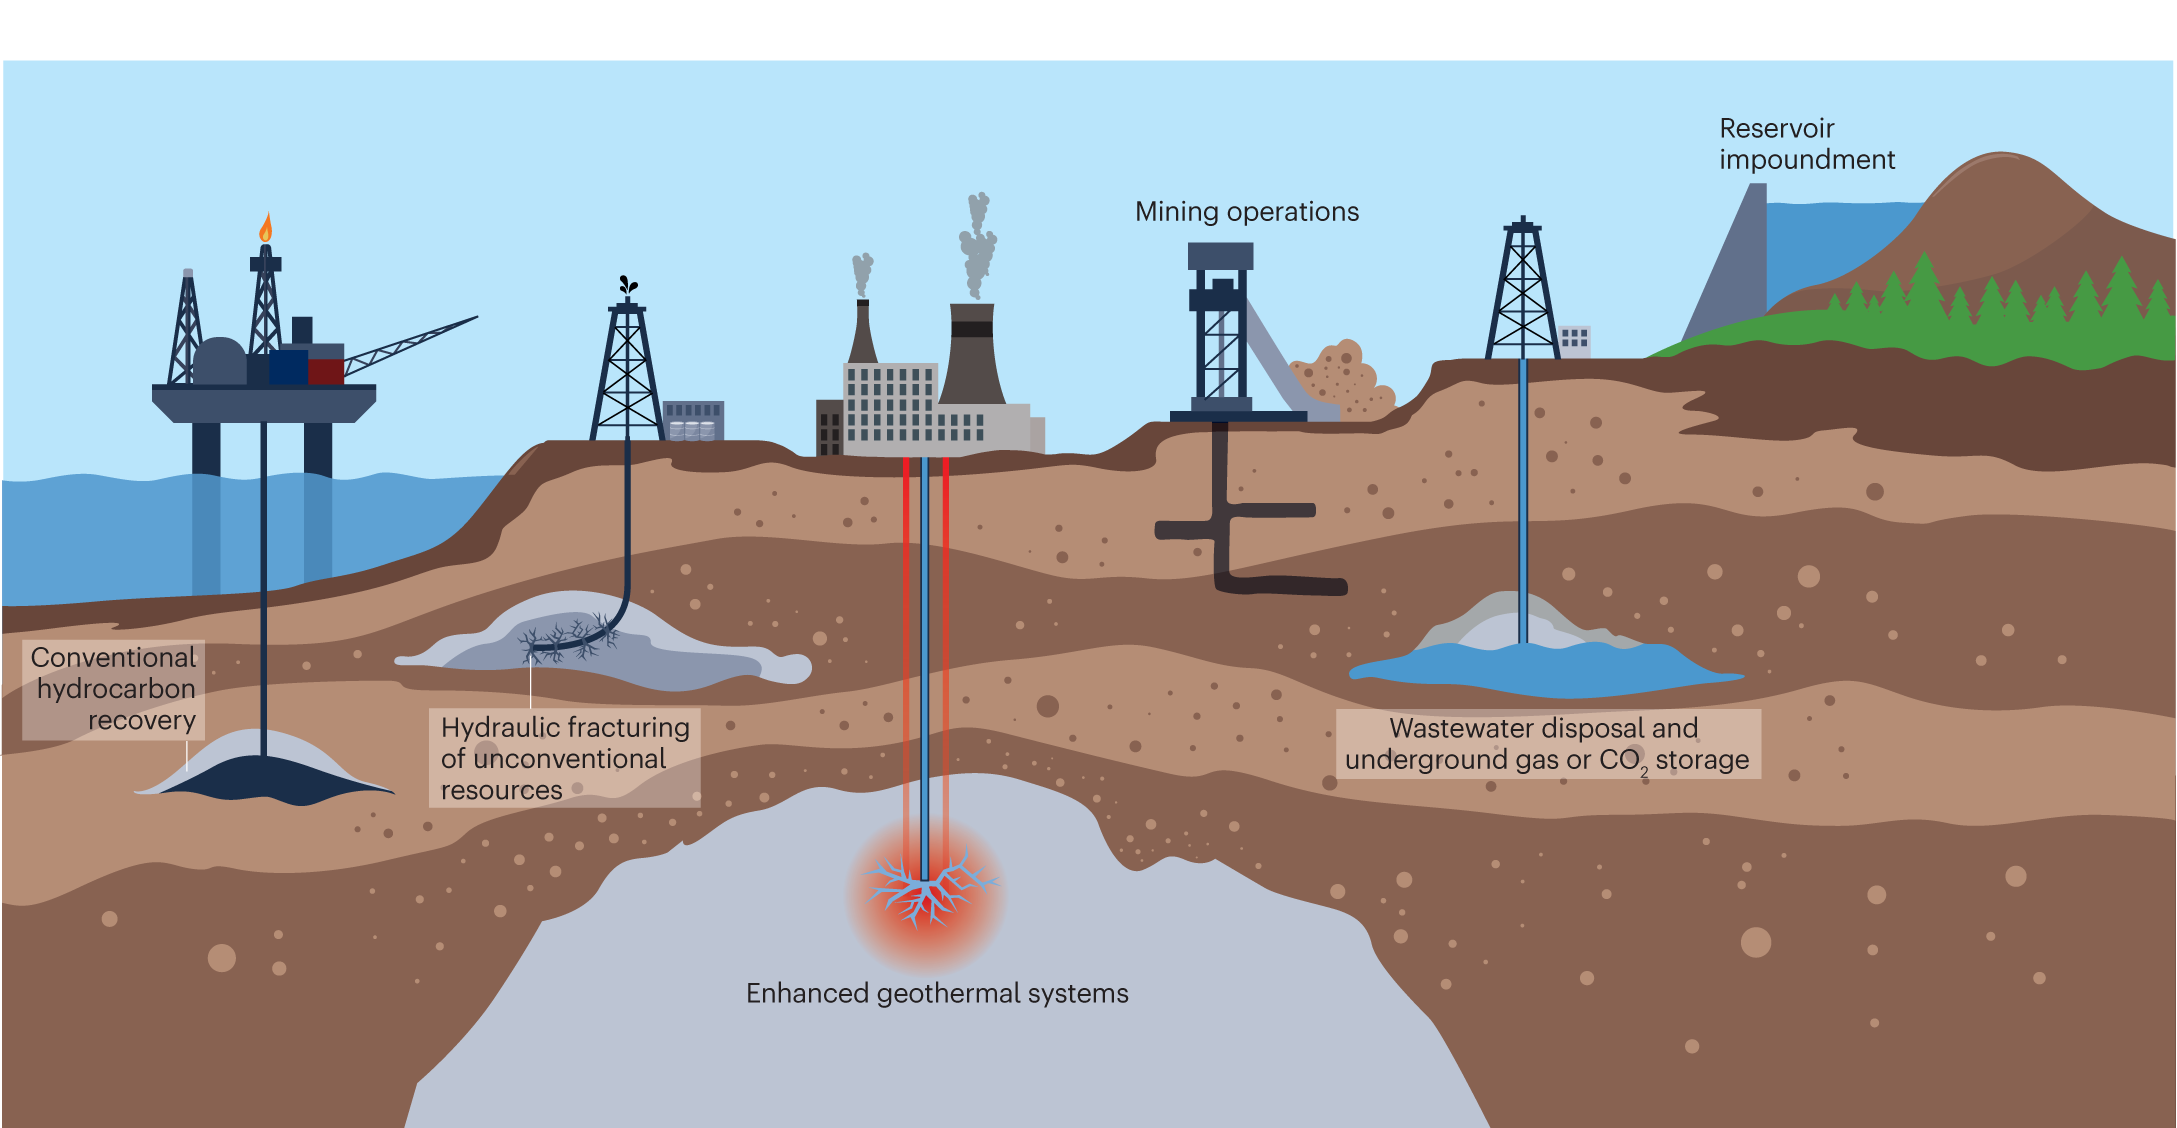 Reservoir
impoundment
Mining operations
Conventional
hydrocarbon
recovery
Hydraulic fracturing
of unconventional
resources
Wastewater disposal and
underground gas or CO₂ storage
Enhanced geothermal systems